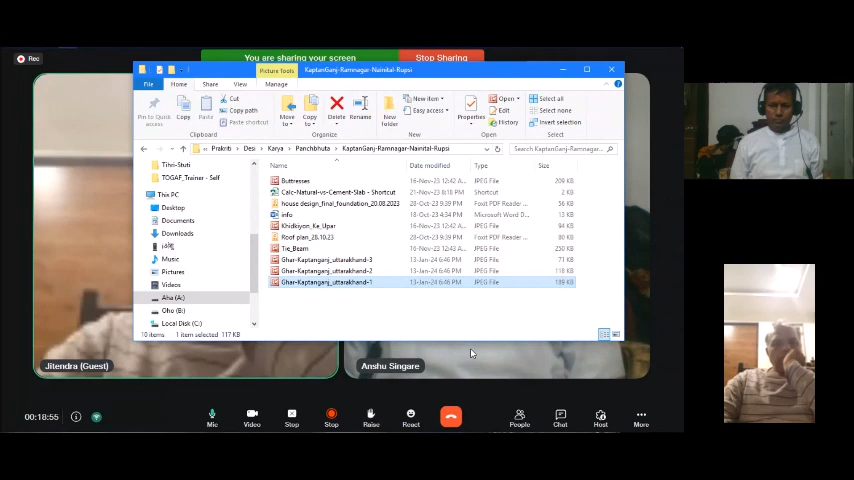 Rec
You are sharing your screen
Stop Sharing
Picture Tools
KaptanGanj-Ramnagar-Nainital-Rupsi
File Home Share View Manage
Pin to Quick access
Copy
Paste
Cut
Copy path
Paste shortcut
Move to
Copy to
Delete
Rename
New folder
New item
Easy access
Properties
Open
Edit
History
Select all
Select none
Invert selection
Clipboard Organize New Open Select
Prakriti Desi Karya Panchbhuta KaptanGanj-Ramnagar-Nainital-Rupsi Search KaptanGanj-Ramnagar...
Name Date modified Type Size
Tihri-Stuti
TOGAF_Trainer - Self
This PC
Desktop
Documents
Downloads
Music
Pictures
Videos
Aha (A:)
Oho (B:)
Local Disk (C:)
Buttresses 16-Nov-23 12:43 AM JPEG File 209 KB
Calc-Natural-vs-Cement-Slab - Shortcut 21-Nov-23 8:18 PM Shortcut 2 KB
house design_final_foundation_20.08.2023 28-Oct-23 9:39 PM Foxit PDF Reader ... 56 KB
info 18-Oct-23 4:34 PM Microsoft Word D... 13 KB
Khidkiyon_Ke_Upar 16-Nov-23 12:42 AM JPEG File 94 KB
Roof plan_28.10.23 28-Oct-23 9:39 PM Foxit PDF Reader ... 80 KB
Tie_Beam 16-Nov-23 12:43 AM JPEG File 250 KB
Ghar-Kaptanganj_uttarakhand-3 13-Jan-24 6:46 PM JPEG File 71 KB
Ghar-Kaptanganj_uttarakhand-2 13-Jan-24 6:46 PM JPEG File 118 KB
Ghar-Kaptanganj_uttarakhand-1 13-Jan-24 6:46 PM JPEG File 189 KB
10 items 1 item selected 117 KB
Jitendra (Guest)
Anshu Singare
00:18:55
Mic Video Stop Stop Raise React People Chat Host More